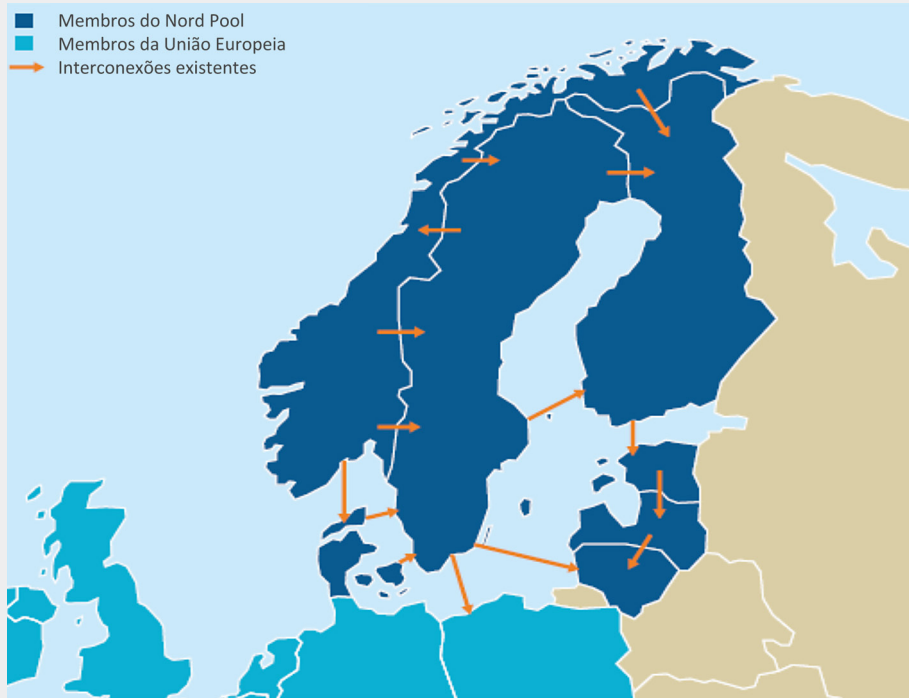 Membros do Nord Pool
Membros da União Europeia
Interconexões existentes